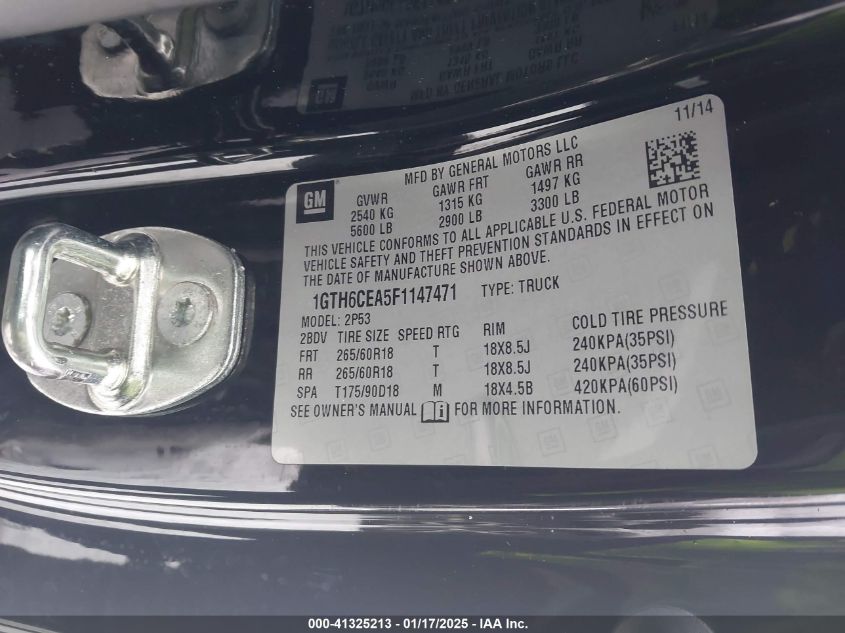 11/14
MFD BY GENERAL MOTORS LLC
GM
GVWR GAWR FRT GAWR RR
2540 KG 1315 KG 1497 KG
5600 LB 2900 LB 3300 LB
THIS VEHICLE CONFORMS TO ALL APPLICABLE U.S. FEDERAL MOTOR
VEHICLE SAFETY AND THEFT PREVENTION STANDARDS IN EFFECT ON
THE DATE OF MANUFACTURE SHOWN ABOVE.
1GTH6CEA5F1147471 TYPE: TRUCK
MODEL: 2P53
28DV TIRE SIZE SPEED RTG RIM COLD TIRE PRESSURE
FRT 265/60R18 T 18X8.5J 240KPA(35PSI)
RR 265/60R18 T 18X8.5J 240KPA(35PSI)
SPA T175/90D18 M 18X4.5B 420KPA(60PSI)
SEE OWNER'S MANUAL FOR MORE INFORMATION.
000-41325213 - 01/17/2025 - IAA, Inc.